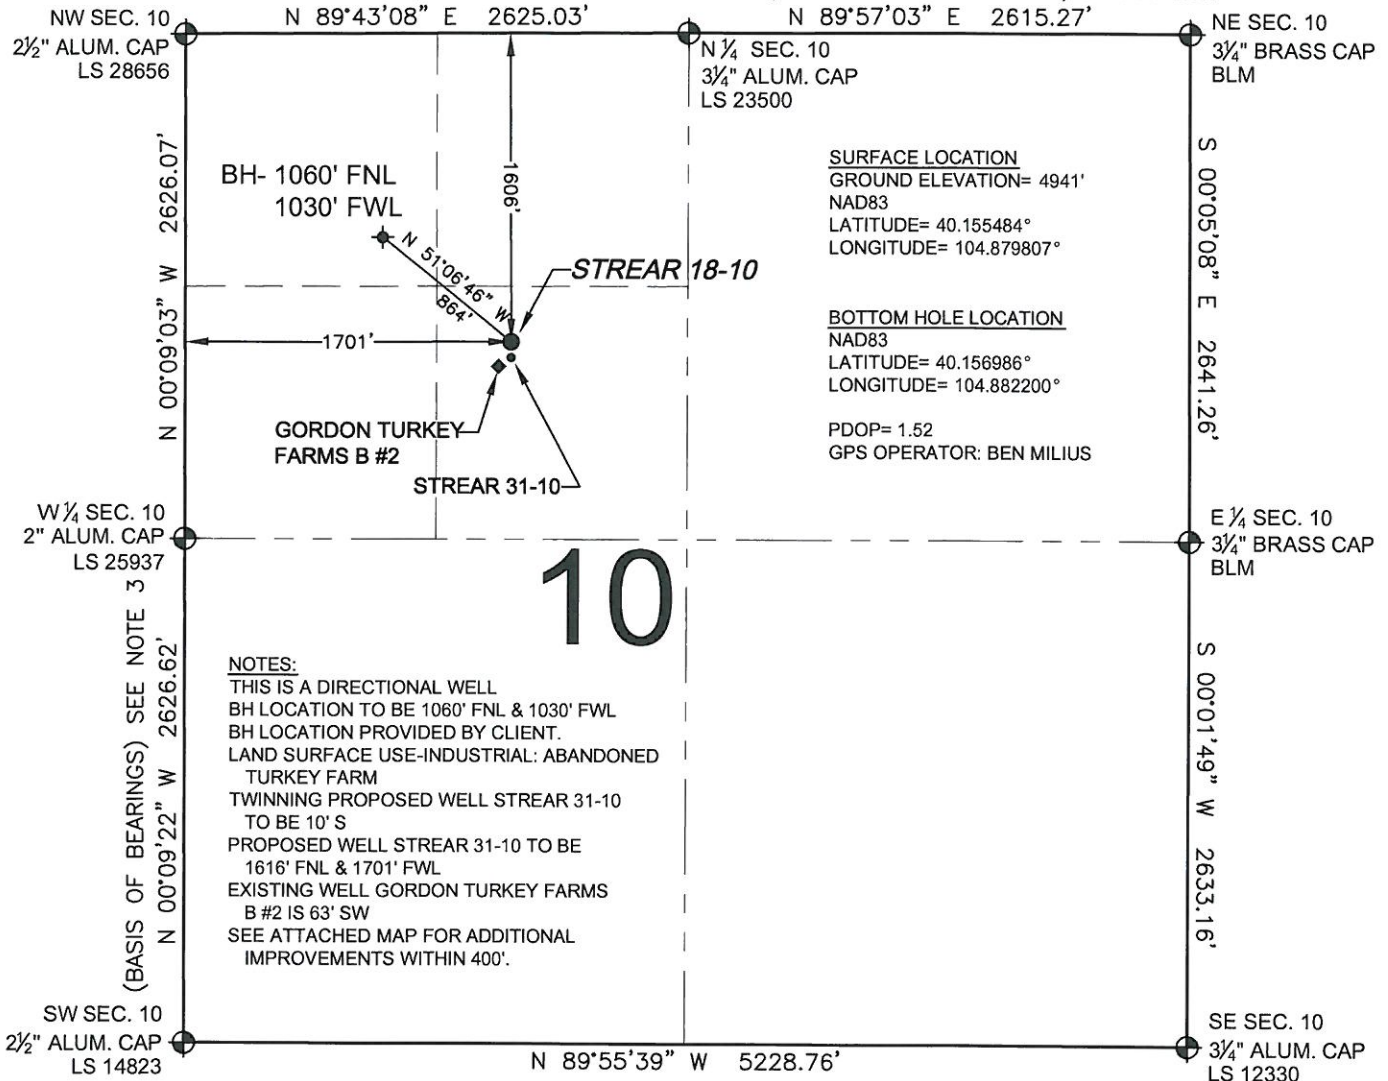 N 89°43'08" E 2625.03'
N 89°57'03" E 2615.27'
NW SEC. 10
2½" ALUM. CAP
LS 28656
N ¼ SEC. 10
3¼" ALUM. CAP
LS 23500
NE SEC. 10
3¼" BRASS CAP
BLM
N 00°09'03" W 2626.07'
BH- 1060' FNL
1030' FWL
1606'
N 51°06'46" W
864'
STREAR 18-10
1701'
GORDON TURKEY
FARMS B #2
STREAR 31-10
SURFACE LOCATION
GROUND ELEVATION= 4941'
NAD83
LATITUDE= 40.155484°
LONGITUDE= 104.879807°
BOTTOM HOLE LOCATION
NAD83
LATITUDE= 40.156986°
LONGITUDE= 104.882200°
PDOP= 1.52
GPS OPERATOR: BEN MILIUS
S 00°05'08" E 2641.26'
W ¼ SEC. 10
2" ALUM. CAP
LS 25937
E ¼ SEC. 10
3¼" BRASS CAP
BLM
10
(BASIS OF BEARINGS) SEE NOTE 3
N 00°09'22" W 2626.62'
NOTES:
THIS IS A DIRECTIONAL WELL
BH LOCATION TO BE 1060' FNL & 1030' FWL
BH LOCATION PROVIDED BY CLIENT.
LAND SURFACE USE-INDUSTRIAL: ABANDONED
TURKEY FARM
TWINNING PROPOSED WELL STREAR 31-10
TO BE 10' S
PROPOSED WELL STREAR 31-10 TO BE
1616' FNL & 1701' FWL
EXISTING WELL GORDON TURKEY FARMS
B #2 IS 63' SW
SEE ATTACHED MAP FOR ADDITIONAL
IMPROVEMENTS WITHIN 400'.
S 00°01'49" W 2633.16'
SW SEC. 10
2½" ALUM. CAP
LS 14823
N 89°55'39" W 5228.76'
SE SEC. 10
3¼" ALUM. CAP
LS 12330